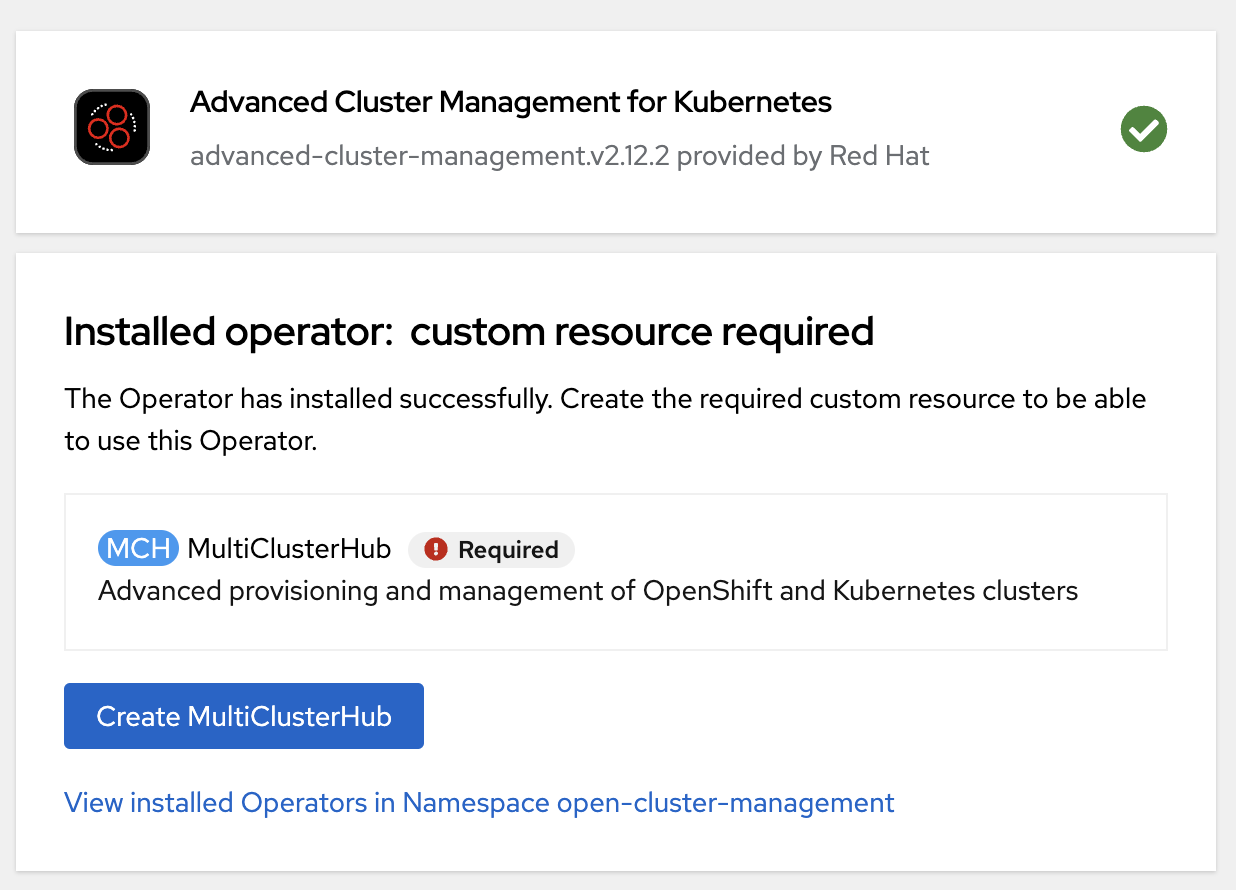 Advanced Cluster Management for Kubernetes
advanced-cluster-management.v2.12.2 provided by Red Hat
Installed operator: custom resource required
The Operator has installed successfully. Create the required custom resource to be able
to use this Operator.
MCH MultiClusterHub Required
Advanced provisioning and management of OpenShift and Kubernetes clusters
Create MultiClusterHub
View installed Operators in Namespace open-cluster-management